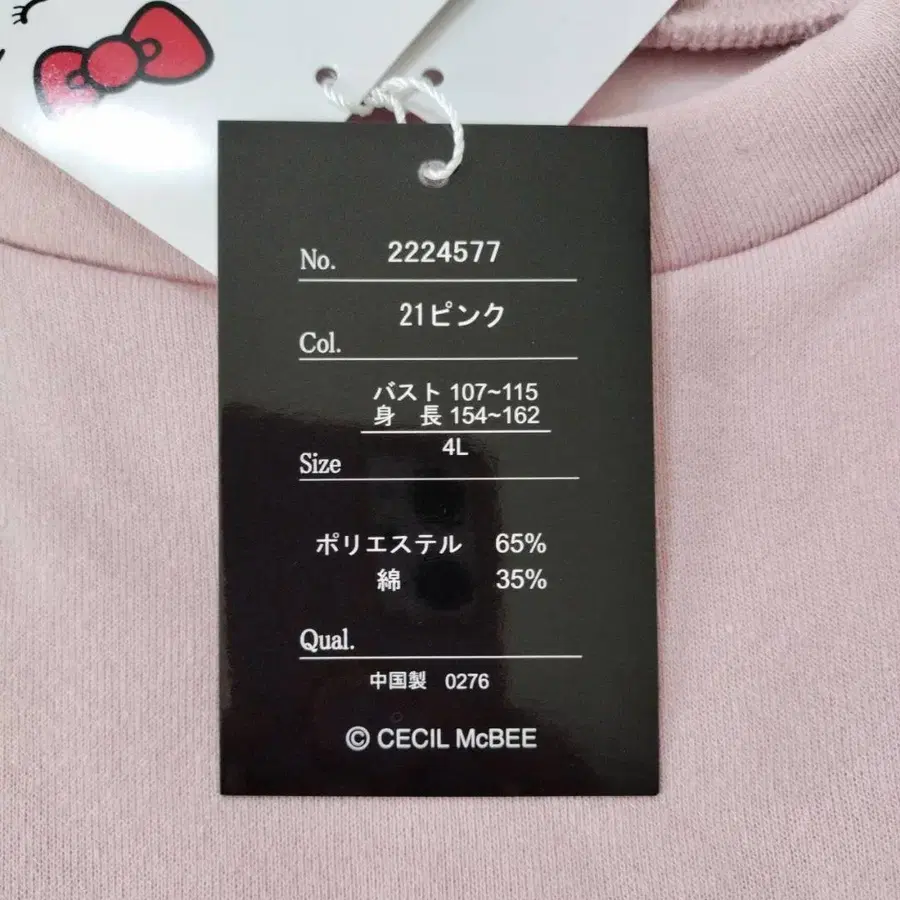 No. 2224577
Col. 21ピンク
バスト 107~115
身 長 154~162
Size 4L
ポリエステル 65%
綿 35%
Qual.
中国製 0276
© CECIL McBEE